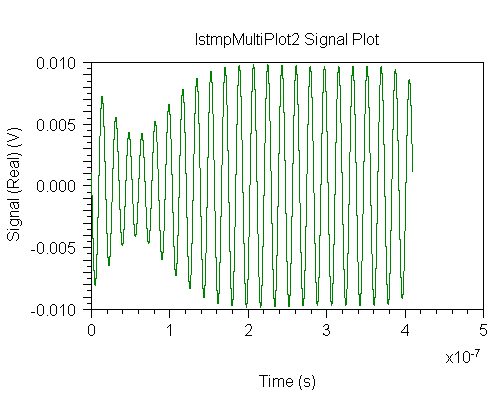 lstmpMultiPlot2 Signal Plot
0.010
0.005
0.000
-0.005
-0.010
Signal (Real) (V)
0 1 2 3 4 5
x10-7
Time (s)